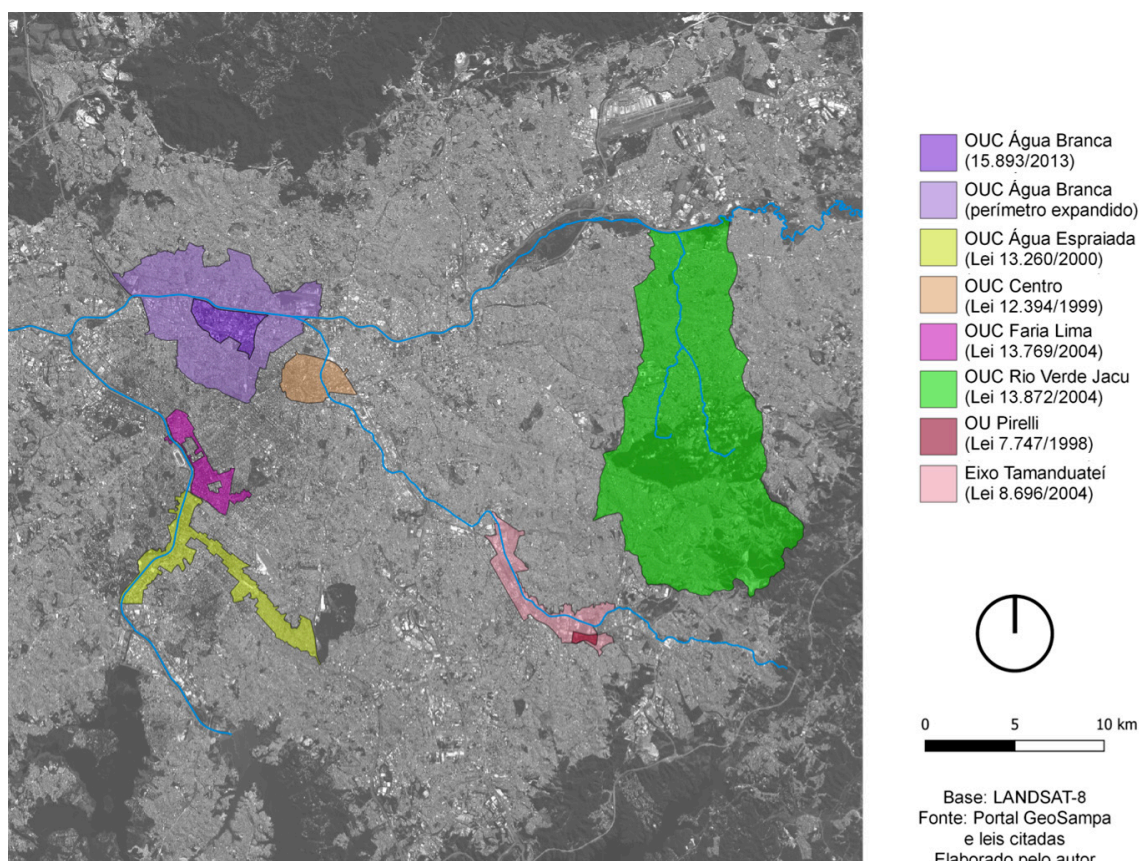 OUC Água Branca
(15.893/2013)
OUC Água Branca
(perímetro expandido)
OUC Água Espraiada
(Lei 13.260/2000)
OUC Centro
(Lei 12.394/1999)
OUC Faria Lima
(Lei 13.769/2004)
OUC Rio Verde Jacu
(Lei 13.872/2004)
OU Pirelli
(Lei 7.747/1998)
Eixo Tamanduateí
(Lei 8.696/2004)
0 5 10 km
Base: LANDSAT-8
Fonte: Portal GeoSampa
e leis citadas
Elaborado pelo autor